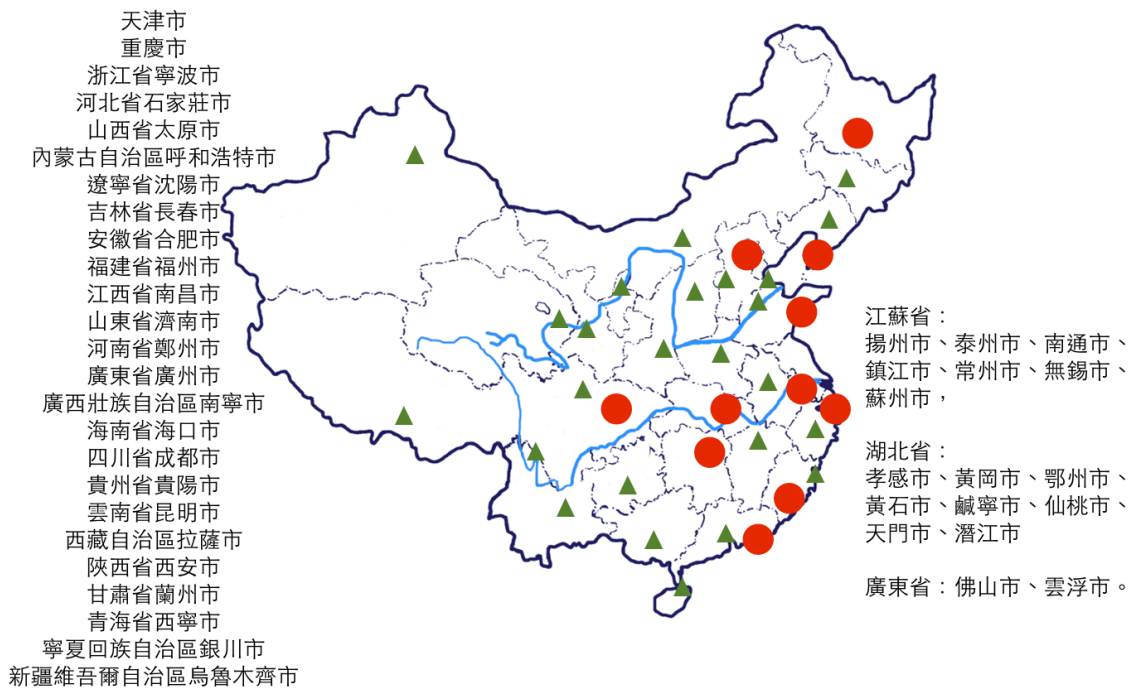 天津市
重慶市
浙江省寧波市
河北省石家莊市
山西省太原市
內蒙古自治區呼和浩特市
遼寧省沈陽市
吉林省長春市
安徽省合肥市
福建省福州市
江西省南昌市
山東省濟南市
河南省鄭州市
廣東省廣州市
廣西壯族自治區南寧市
海南省海口市
四川省成都市
貴州省貴陽市
雲南省昆明市
西藏自治區拉薩市
陝西省西安市
甘肅省蘭州市
青海省西寧市
寧夏回族自治區銀川市
新疆維吾爾自治區烏魯木齊市
江蘇省：
揚州市、泰州市、南通市、
鎮江市、常州市、無錫市、
蘇州市，
湖北省：
孝感市、黃岡市、鄂州市、
黃石市、鹹寧市、仙桃市、
天門市、潛江市
廣東省：佛山市、雲浮市。